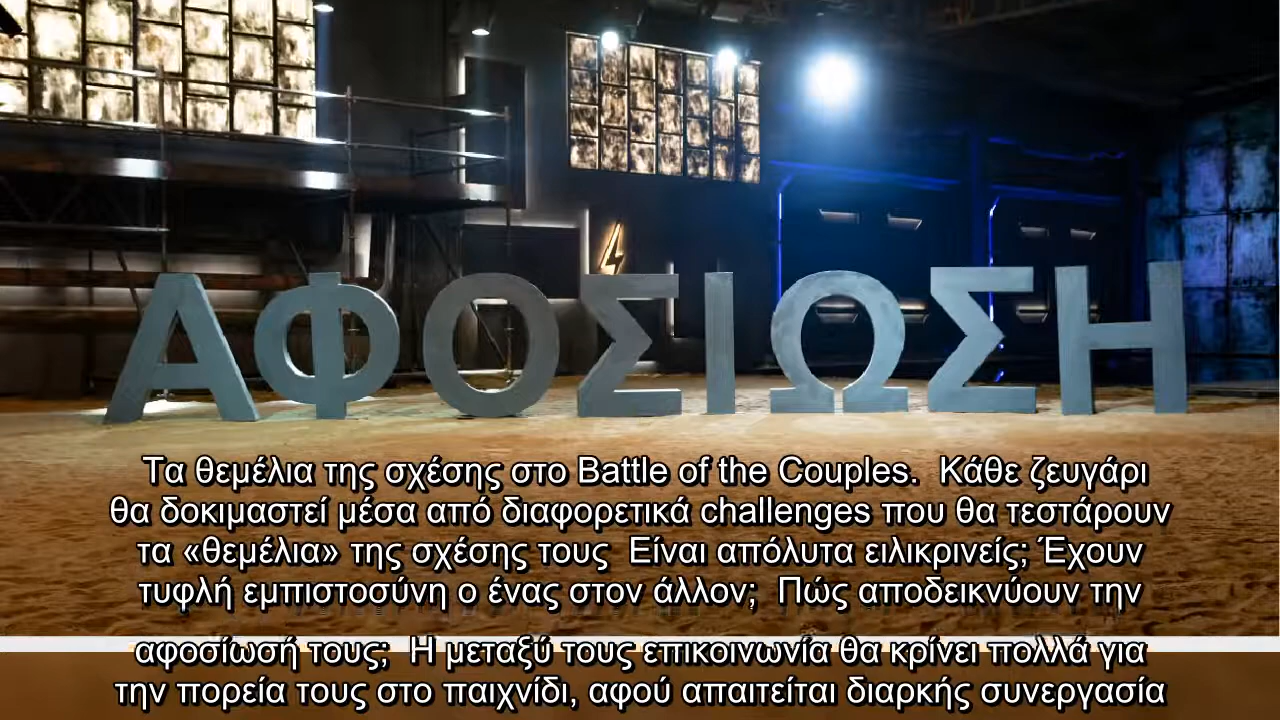 ΑΦΟΣΙΩΣΗ
Τα θεμέλια της σχέσης στο Battle of the Couples. Κάθε ζευγάρι
θα δοκιμαστεί μέσα από διαφορετικά challenges που θα τεστάρουν
τα «θεμέλια» της σχέσης τους Είναι απόλυτα ειλικρινείς; Έχουν
τυφλή εμπιστοσύνη ο ένας στον άλλον; Πώς αποδεικνύουν την
αφοσίωσή τους; Η μεταξύ τους επικοινωνία θα κρίνει πολλά για
την πορεία τους στο παιχνίδι, αφού απαιτείται διαρκής συνεργασία